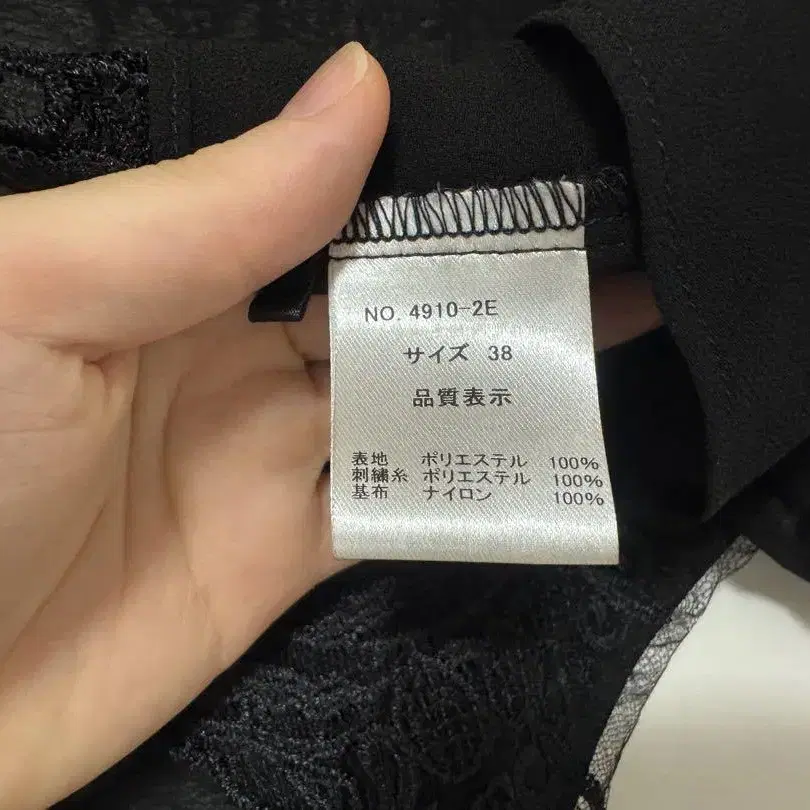 NO. 4910-2E
サイズ 38
品質表示
表地 ポリエステル 100%
刺繍糸 ポリエステル 100%
基布 ナイロン 100%